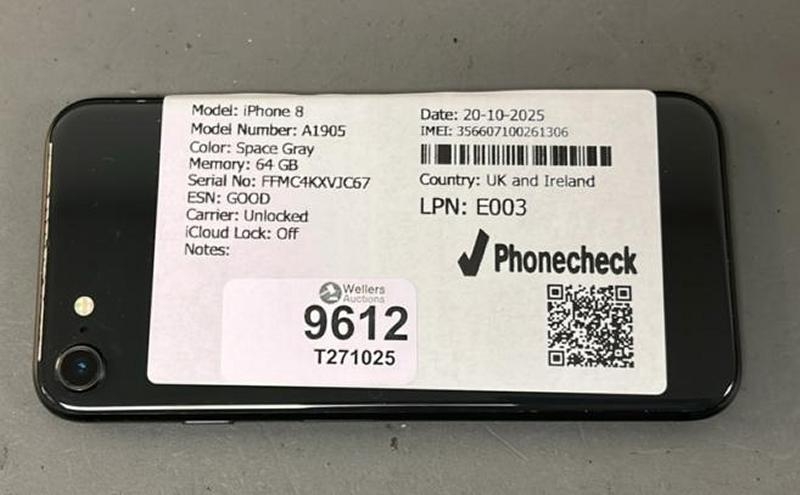 Model: iPhone 8
Model Number: A1905
Color: Space Gray
Memory: 64 GB
Serial No: FFMC4KXVJC67
ESN: GOOD
Carrier: Unlocked
iCloud Lock: Off
Notes:
Date: 20-10-2025
IMEI: 356607100261306
Country: UK and Ireland
LPN: E003
Phonecheck
Wellers
Auctions
9612
T271025